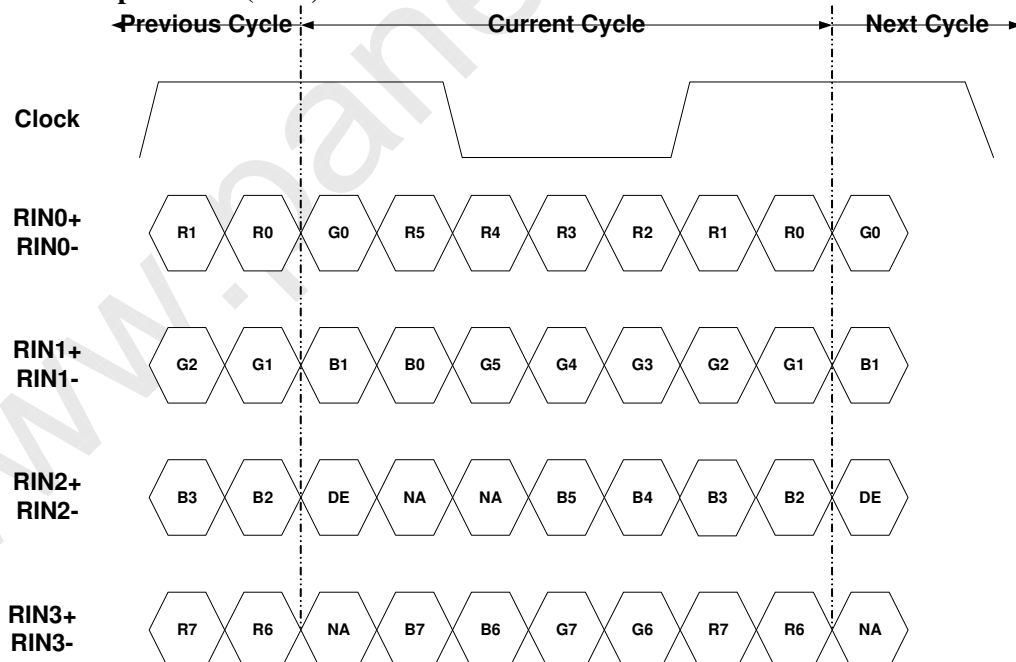 Previous Cycle Current Cycle Next Cycle
Clock
RIN0+
RIN0-
R1 R0 G0 R5 R4 R3 R2 R1 R0 G0
RIN1+
RIN1-
G2 G1 B1 B0 G5 G4 G3 G2 G1 B1
RIN2+
RIN2-
B3 B2 DE NA NA B5 B4 B3 B2 DE
RIN3+
RIN3-
R7 R6 NA B7 B6 G7 G6 R7 R6 NA